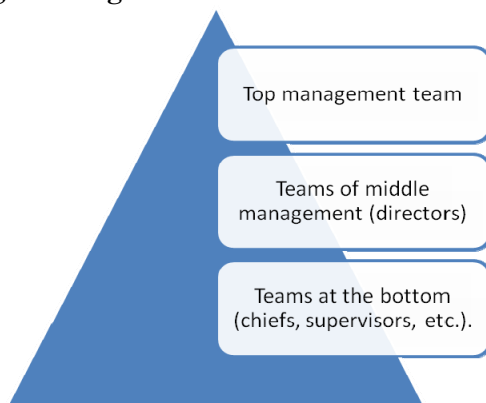 Top management team
Teams of middle
management (directors)
Teams at the bottom
(chiefs, supervisors, etc.).